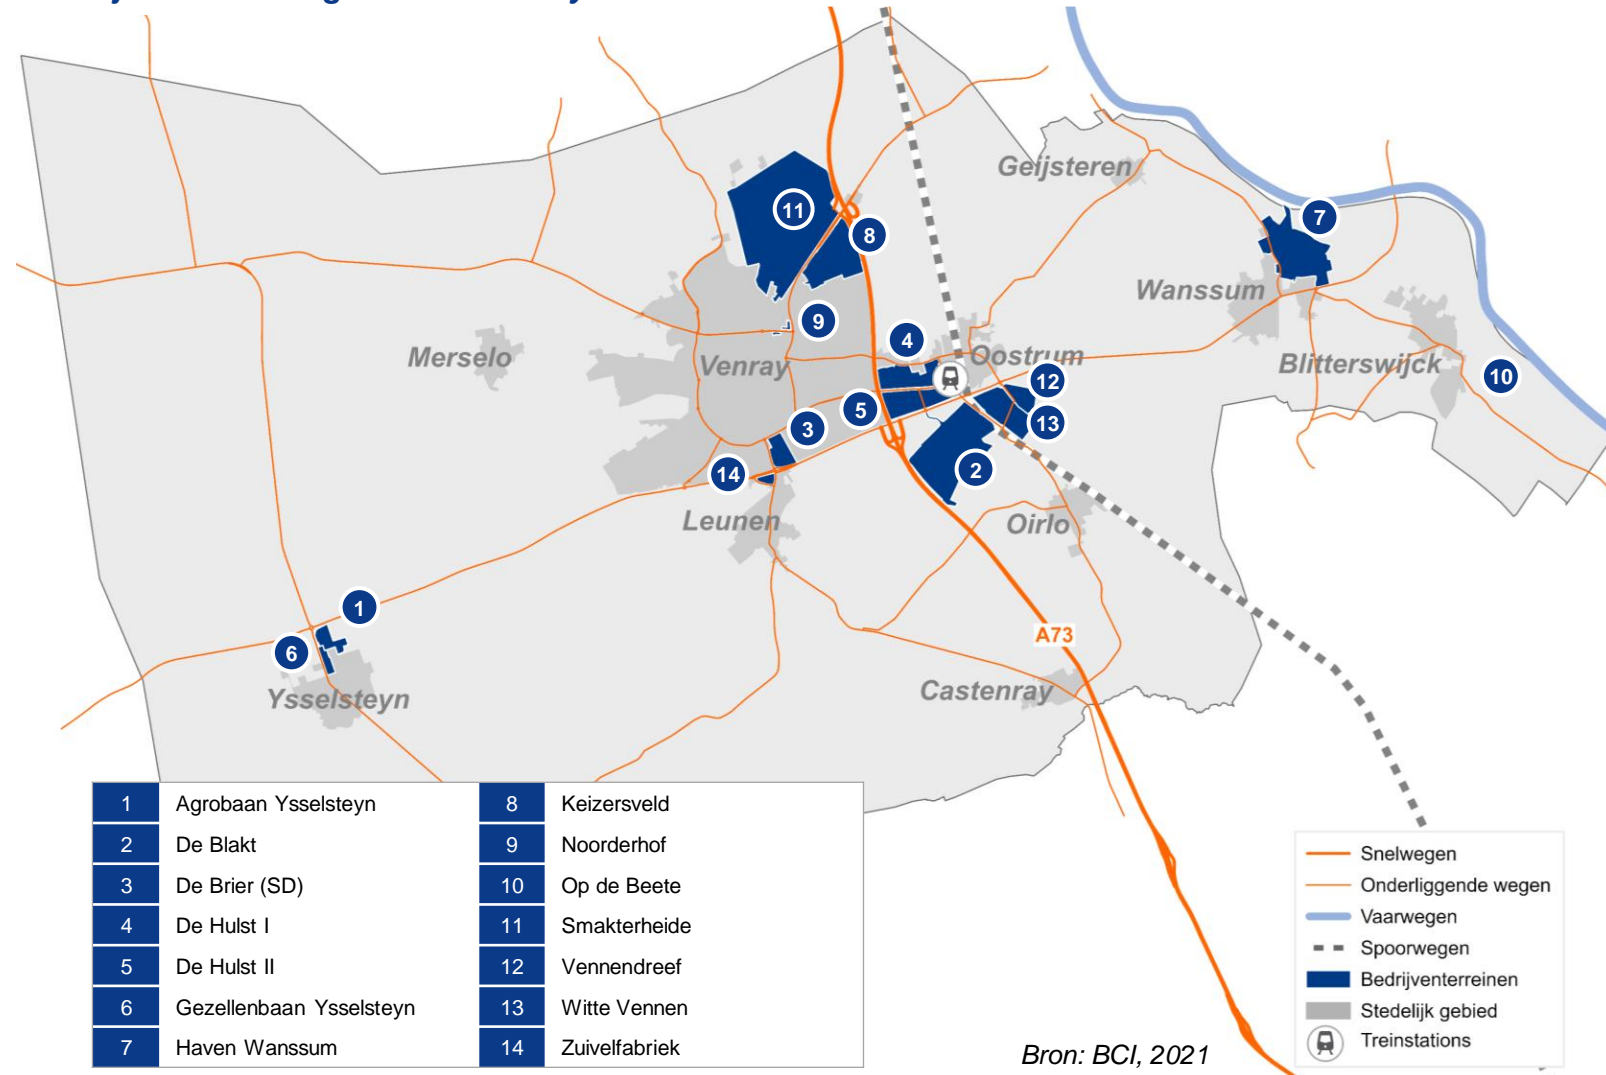 Geijsteren
11
7
8
Wanssum
9
4
Merselo
Venray
Oostrum
Blitterswijck
12
10
5
3
13
14
2
Leunen
Oirlo
1
A73
6
Ysselsteyn
Castenray
1 Agrobaan Ysselsteyn 8 Keizersveld
2 De Blakt 9 Noorderhof
3 De Brier (SD) 10 Op de Beete
4 De Hulst I 11 Smakterheide
5 De Hulst II 12 Vennendreef
6 Gezellenbaan Ysselsteyn 13 Witte Vennen
7 Haven Wanssum 14 Zuivelfabriek
Snelwegen
Onderliggende wegen
Vaarwegen
Spoorwegen
Bedrijventerreinen
Stedelijk gebied
Treinstations
Bron: BCI, 2021